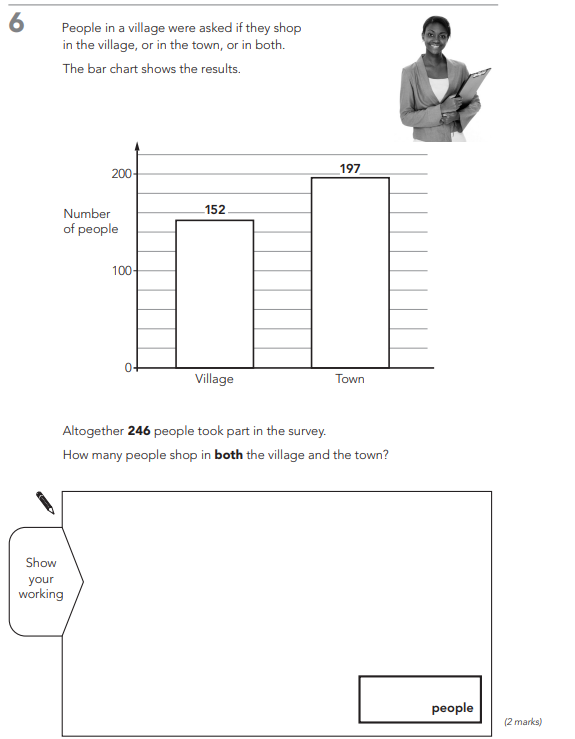 6
People in a village were asked if they shop
in the village, or in the town, or in both.
The bar chart shows the results.
200
197
152
Number
of people
100
0
Village
Town
Altogether 246 people took part in the survey.
How many people shop in both the village and the town?
Show
your
working
people
(2 marks)